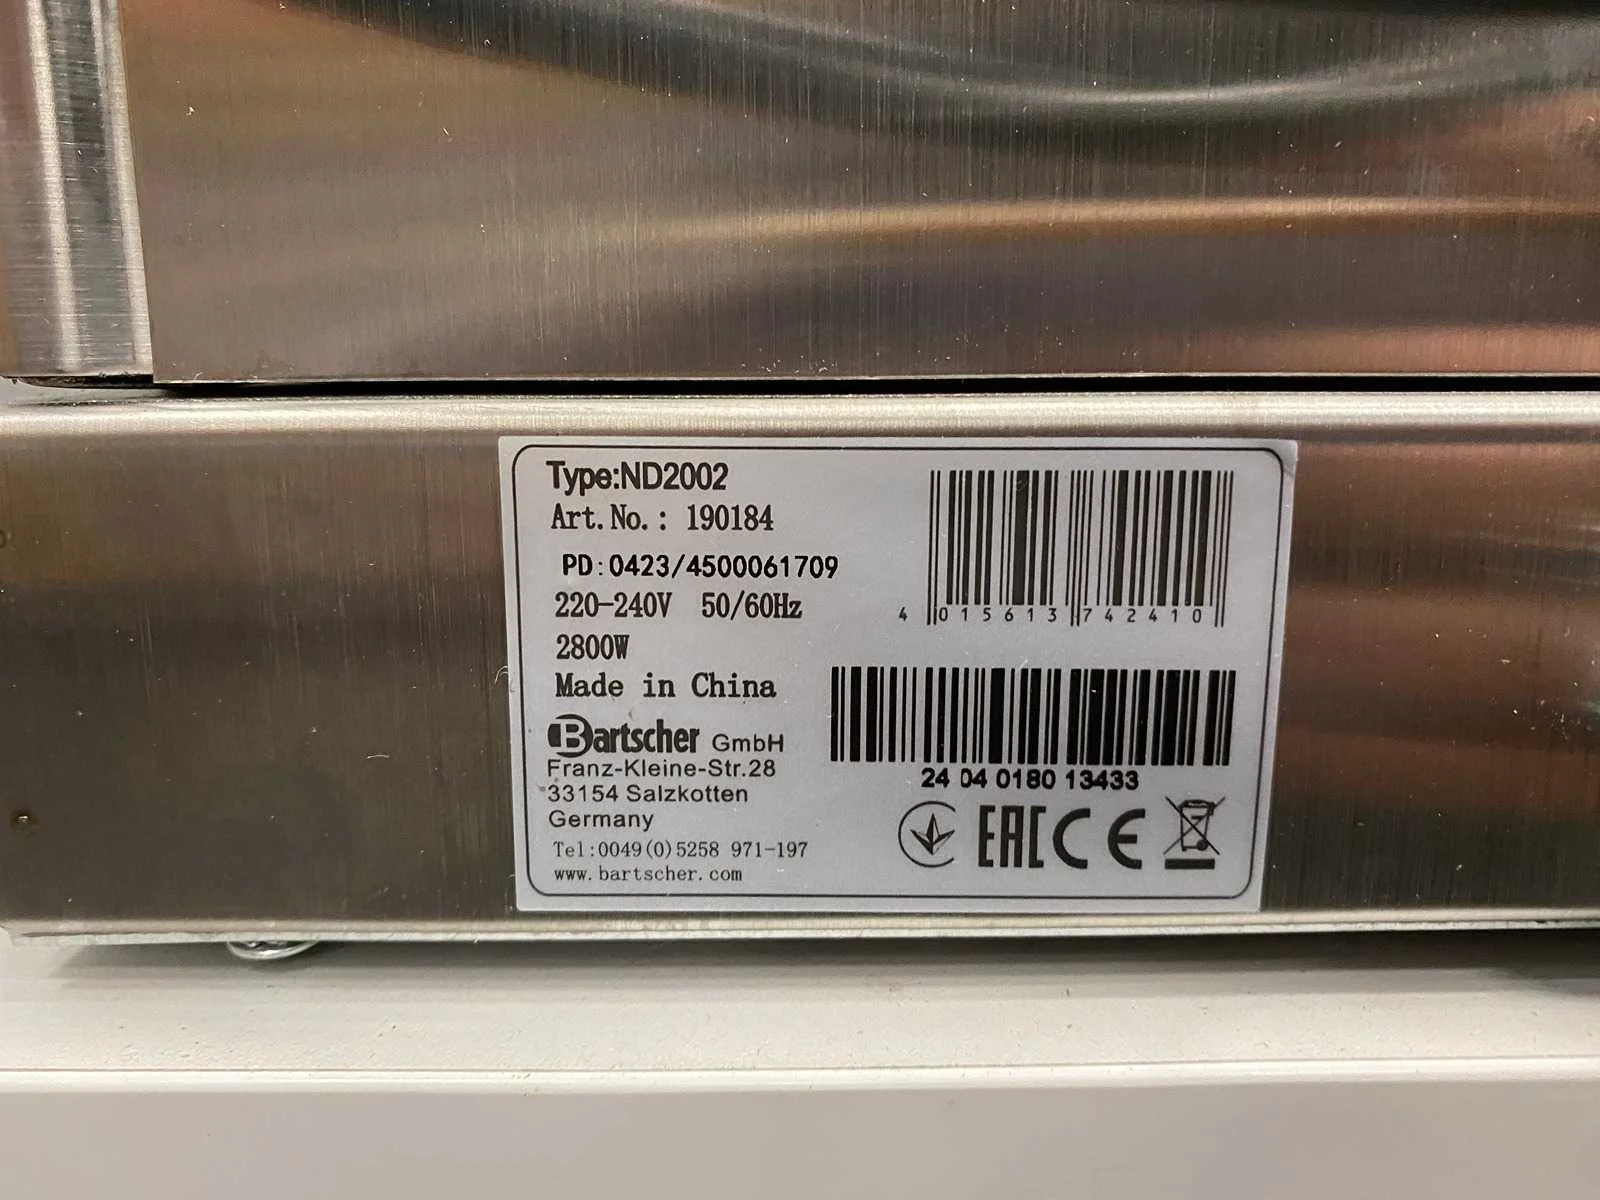 Type:ND2002
Art.No.: 190184
PD:0423/4500061709
220-240V 50/60Hz
2800W
Made in China
Bartscher GmbH
Franz-Kleine-Str.28
33154 Salzkotten
Germany
Tel:0049(0)5258 971-197
www.bartscher.com
4 015613 742410
24 04 0180 13433
EAC CE